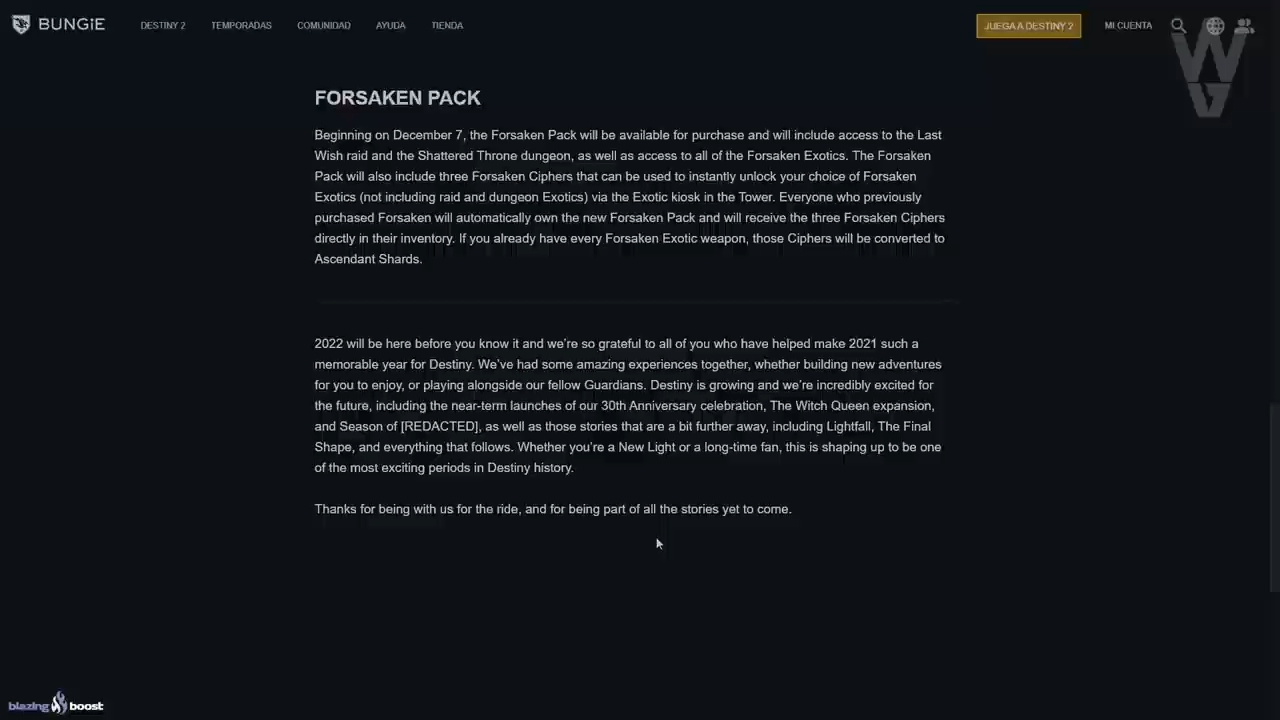 BUNGiE DESTINY 2 TEMPORADAS COMUNIDAD AYUDA TIENDA JUEGA A DESTINY 2 MI CUENTA
FORSAKEN PACK
Beginning on December 7, the Forsaken Pack will be available for purchase and will include access to the Last
Wish raid and the Shattered Throne dungeon, as well as access to all of the Forsaken Exotics. The Forsaken
Pack will also include three Forsaken Ciphers that can be used to instantly unlock your choice of Forsaken
Exotics (not including raid and dungeon Exotics) via the Exotic kiosk in the Tower. Everyone who previously
purchased Forsaken will automatically own the new Forsaken Pack and will receive the three Forsaken Ciphers
directly in their inventory. If you already have every Forsaken Exotic weapon, those Ciphers will be converted to
Ascendant Shards.
2022 will be here before you know it and we're so grateful to all of you who have helped make 2021 such a
memorable year for Destiny. We've had some amazing experiences together, whether building new adventures
for you to enjoy, or playing alongside our fellow Guardians. Destiny is growing and we're incredibly excited for
the future, including the near-term launches of our 30th Anniversary celebration, The Witch Queen expansion,
and Season of [REDACTED], as well as those stories that are a bit further away, including Lightfall, The Final
Shape, and everything that follows. Whether you're a New Light or a long-time fan, this is shaping up to be one
of the most exciting periods in Destiny history.
Thanks for being with us for the ride, and for being part of all the stories yet to come.
blazing boost